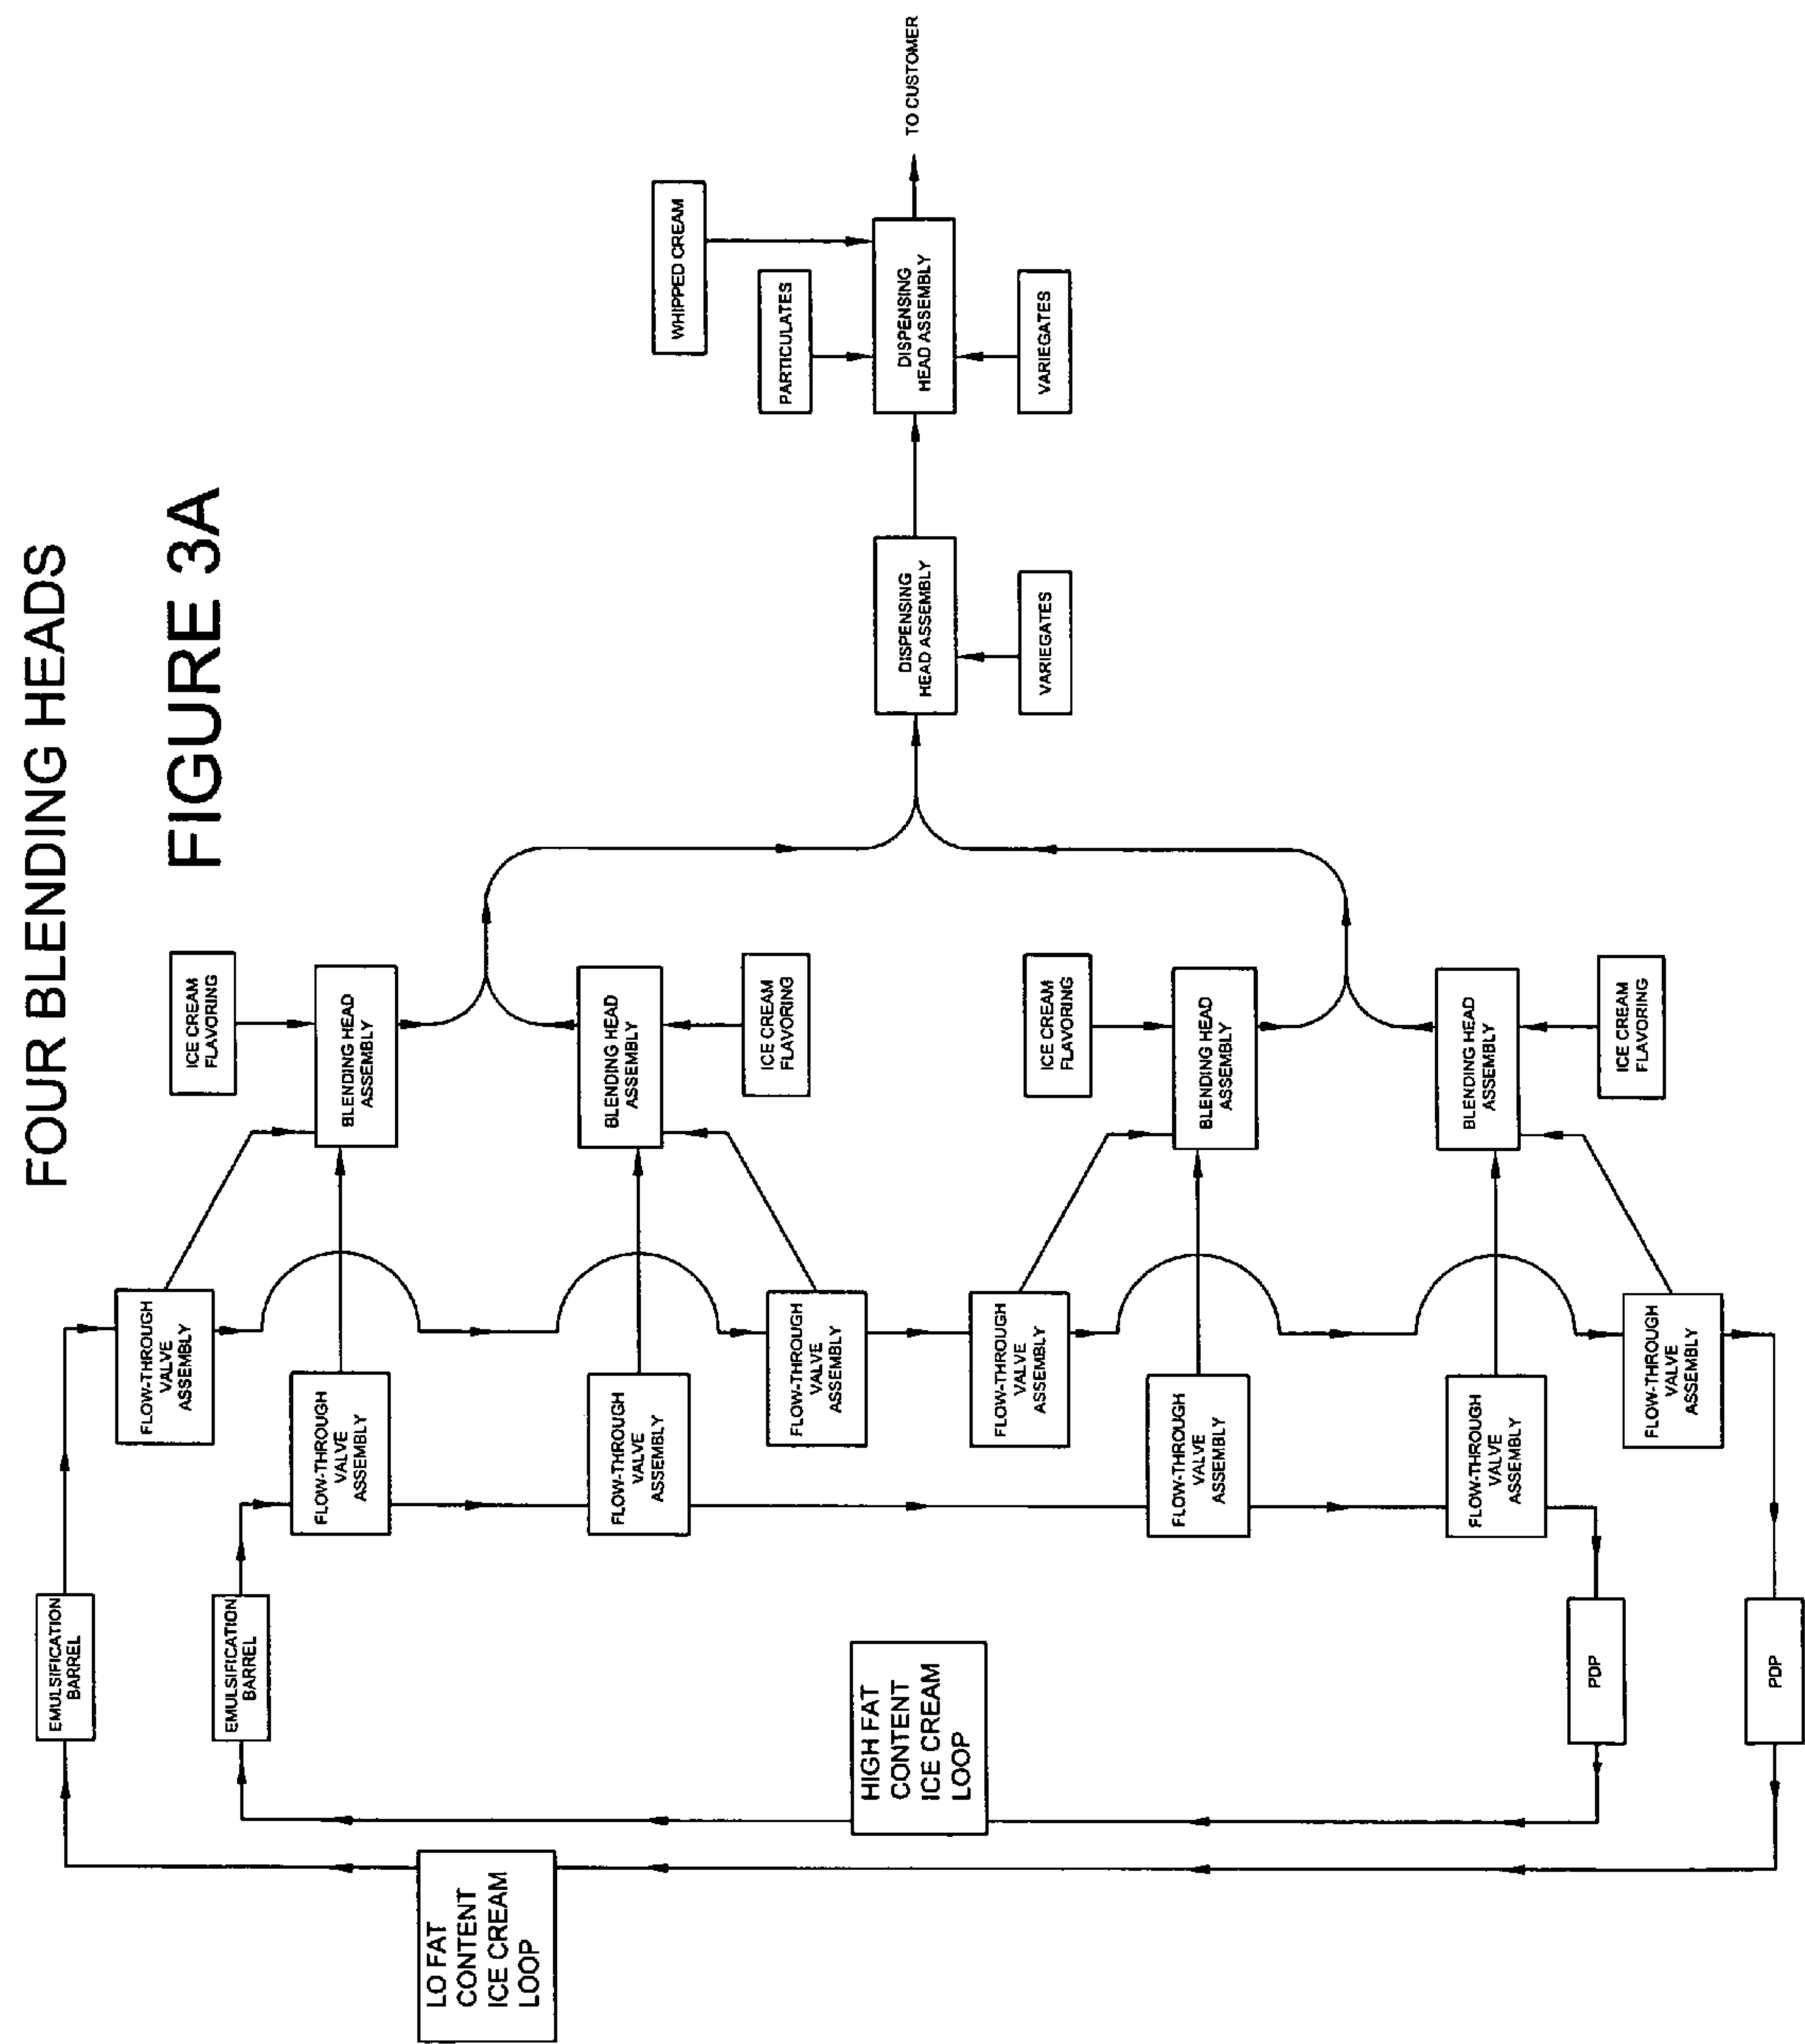 FOUR BLENDING HEADS
FIGURE 3A
EMULSIFICATION
BARREL
FLOW-THROUGH
VALVE
ASSEMBLY
ICE CREAM
FLAVORING
EMULSIFICATION
BARREL
FLOW-THROUGH
VALVE
ASSEMBLY
BLENDING HEAD
ASSEMBLY
LO FAT
CONTENT
ICE CREAM
LOOP
FLOW-THROUGH
VALVE
ASSEMBLY
BLENDING HEAD
ASSEMBLY
WHIPPED CREAM
ICE CREAM
FLAVORING
PARTICULATES
FLOW-THROUGH
VALVE
ASSEMBLY
HIGH FAT
CONTENT
ICE CREAM
LOOP
DISPENSING
HEAD ASSEMBLY
DISPENSING
HEAD ASSEMBLY
TO CUSTOMER
FLOW-THROUGH
VALVE
ASSEMBLY
ICE CREAM
FLAVORING
VARIEGATES
VARIEGATES
FLOW-THROUGH
VALVE
ASSEMBLY
BLENDING HEAD
ASSEMBLY
FLOW-THROUGH
VALVE
ASSEMBLY
BLENDING HEAD
ASSEMBLY
PDP
ICE CREAM
FLAVORING
FLOW-THROUGH
VALVE
ASSEMBLY
PDP